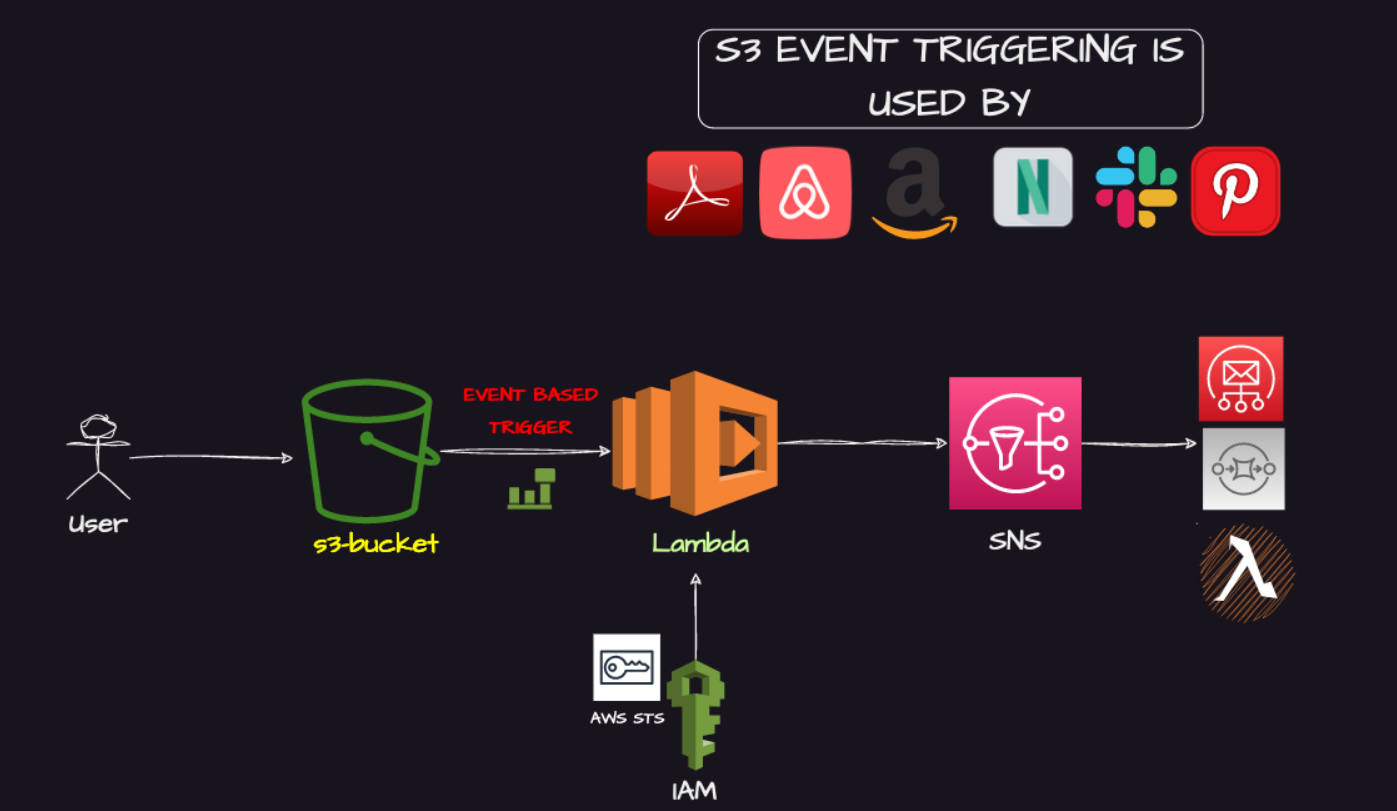 S3 EVENT TRIGGERING IS
USED BY
EVENT BASED
TRIGGER
User
s3-bucket
Lambda
SNS
AWS STS
IAM